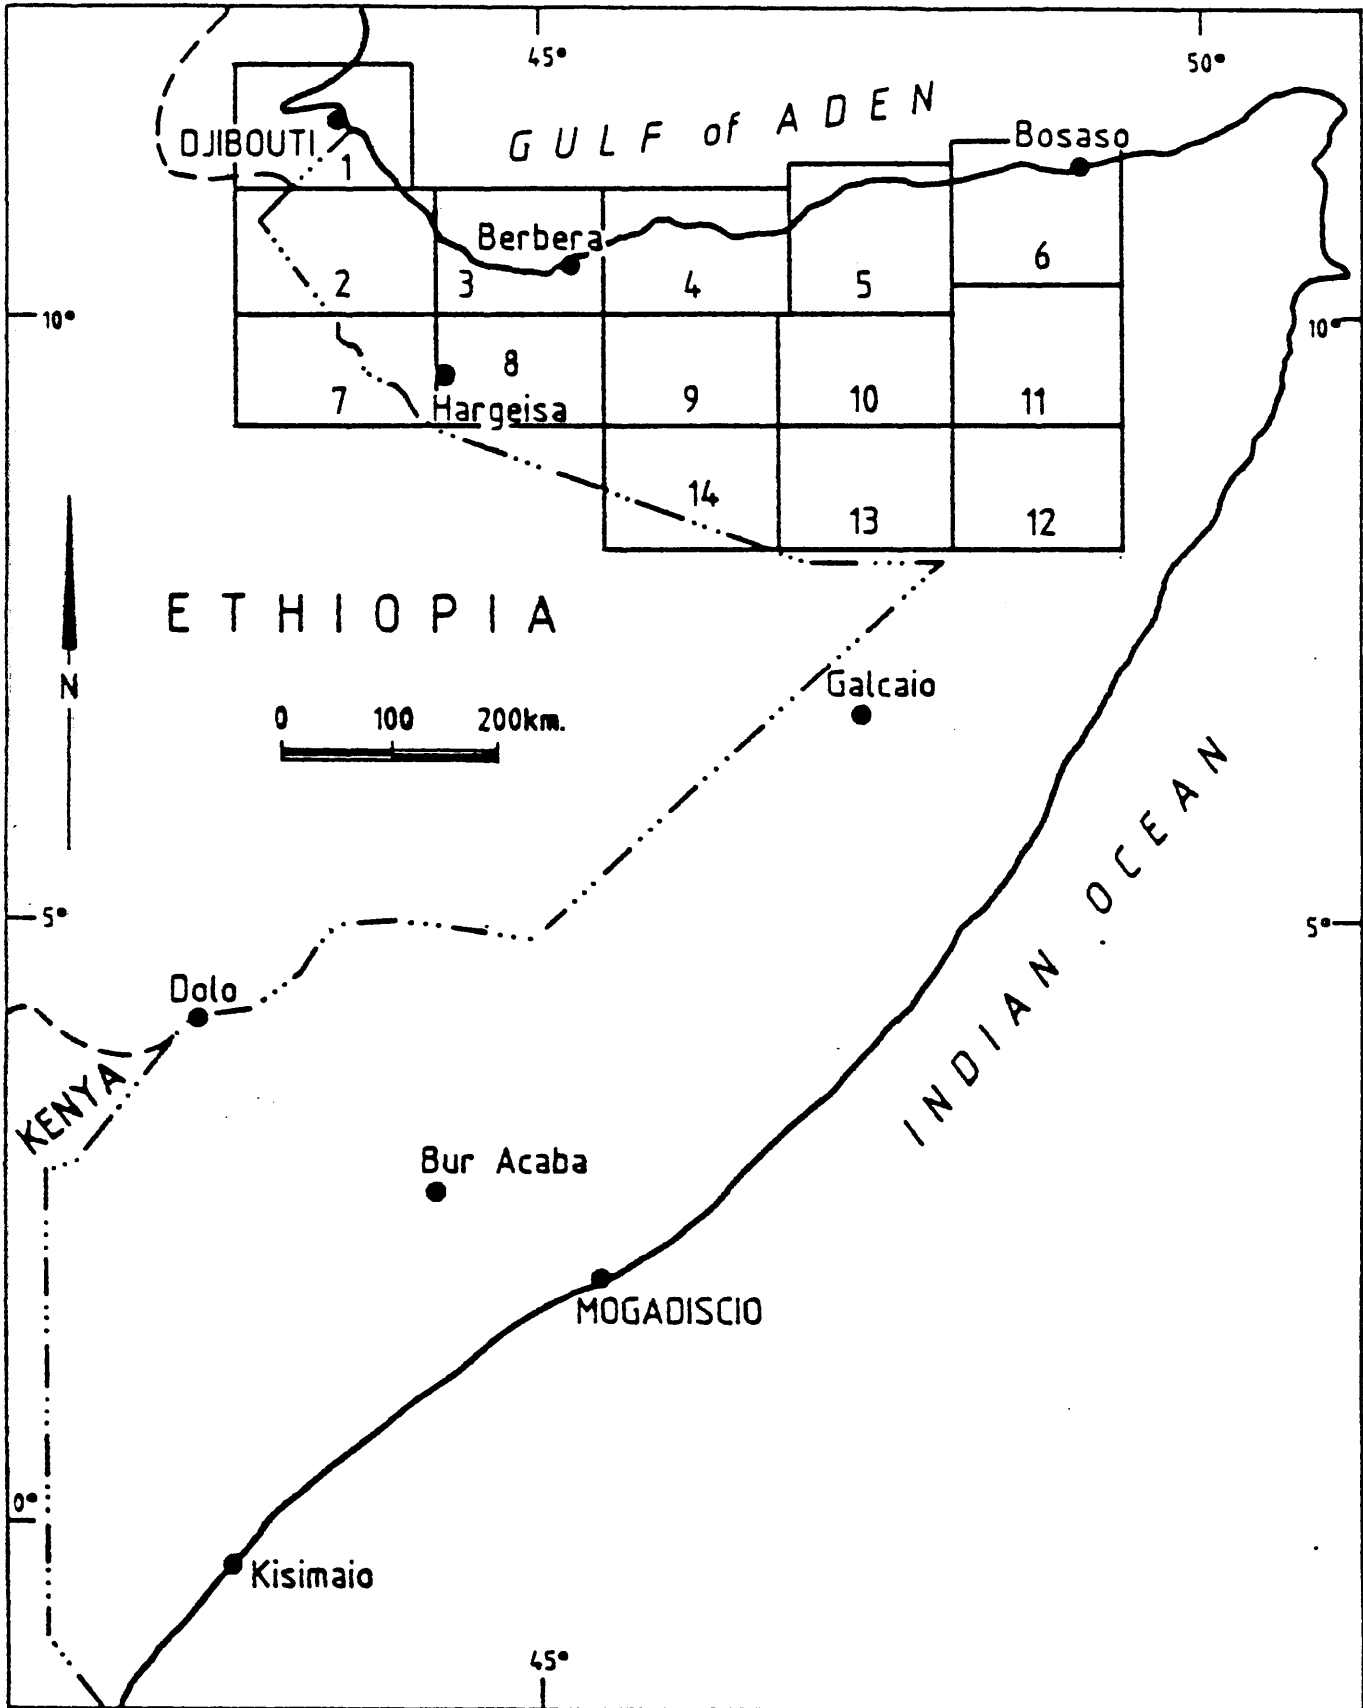 45°
50°
GULF of ADEN
DJIBOUTI
Bosaso
1
Berbera
2
3
4
5
6
10°
10°
7
8
Hargeisa
9
10
11
14
13
12
ETHIOPIA
N
Galcaio
0 100 200km.
INDIAN OCEAN
5°
5°
Dolo
KENYA
Bur Acaba
MOGADISCIO
0°
Kisimaio
45°